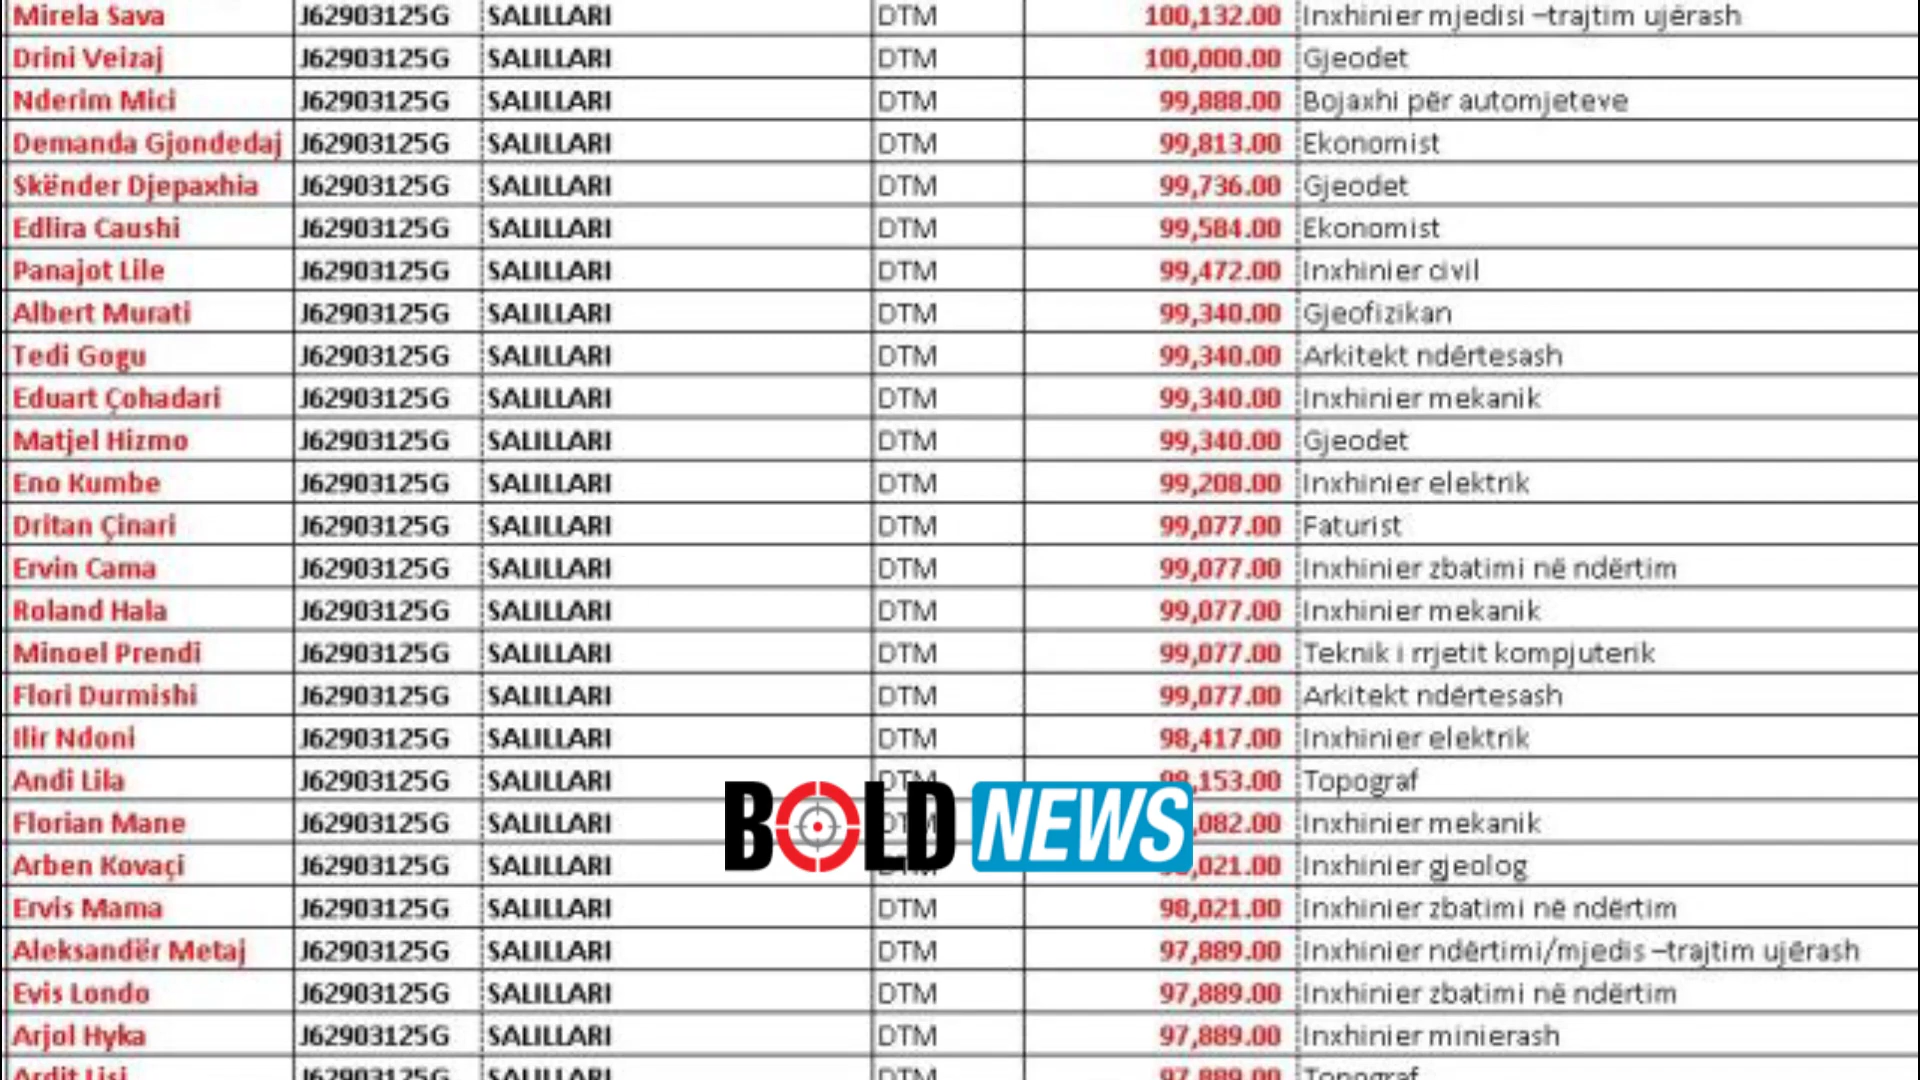 Mirela Sava J62903125G SALILLARI DTM 100,132.00 Inxhinier mjedisi –trajtim ujërash
Drini Veizaj J62903125G SALILLARI DTM 100,000.00 Gjeodet
Nderim Mici J62903125G SALILLARI DTM 99,888.00 Bojaxhi për automjeteve
Demanda Gjondedaj J62903125G SALILLARI DTM 99,813.00 Ekonomist
Skënder Djepaxhia J62903125G SALILLARI DTM 99,736.00 Gjeodet
Edlira Caushi J62903125G SALILLARI DTM 99,584.00 Ekonomist
Panajot Lile J62903125G SALILLARI DTM 99,472.00 Inxhinier civil
Albert Murati J62903125G SALILLARI DTM 99,340.00 Gjeofizikan
Tedi Gogu J62903125G SALILLARI DTM 99,340.00 Arkitekt ndërtesash
Eduart Çohadari J62903125G SALILLARI DTM 99,340.00 Inxhinier mekanik
Matjel Hizmo J62903125G SALILLARI DTM 99,340.00 Gjeodet
Eno Kumbe J62903125G SALILLARI DTM 99,208.00 Inxhinier elektrik
Dritan Çinari J62903125G SALILLARI DTM 99,077.00 Faturist
Ervin Cama J62903125G SALILLARI DTM 99,077.00 Inxhinier zbatimi në ndërtim
Roland Hala J62903125G SALILLARI DTM 99,077.00 Inxhinier mekanik
Minoel Prendi J62903125G SALILLARI DTM 99,077.00 Teknik i rrjetit kompjuterik
Flori Durmishi J62903125G SALILLARI DTM 99,077.00 Arkitekt ndërtesash
Ilir Ndoni J62903125G SALILLARI DTM 98,417.00 Inxhinier elektrik
Andi Lila J62903125G SALILLARI DTM ,153.00 Topograf
Florian Mane J62903125G SALILLARI ,082.00 Inxhinier mekanik
BOLD NEWS
Arben Kovaçi J62903125G SALILLARI ,021.00 Inxhinier gjeolog
Ervis Mama J62903125G SALILLARI DTM 98,021.00 Inxhinier zbatimi në ndërtim
Aleksandër Metaj J62903125G SALILLARI DTM 97,889.00 Inxhinier ndërtimi/mjedis –trajtim ujërash
Evis Londo J62903125G SALILLARI DTM 97,889.00 Inxhinier zbatimi në ndërtim
Arjol Hyka J62903125G SALILLARI DTM 97,889.00 Inxhinier minierash
Ardit Lisi J62903125G SALILLARI DTM 97,889.00 Topograf